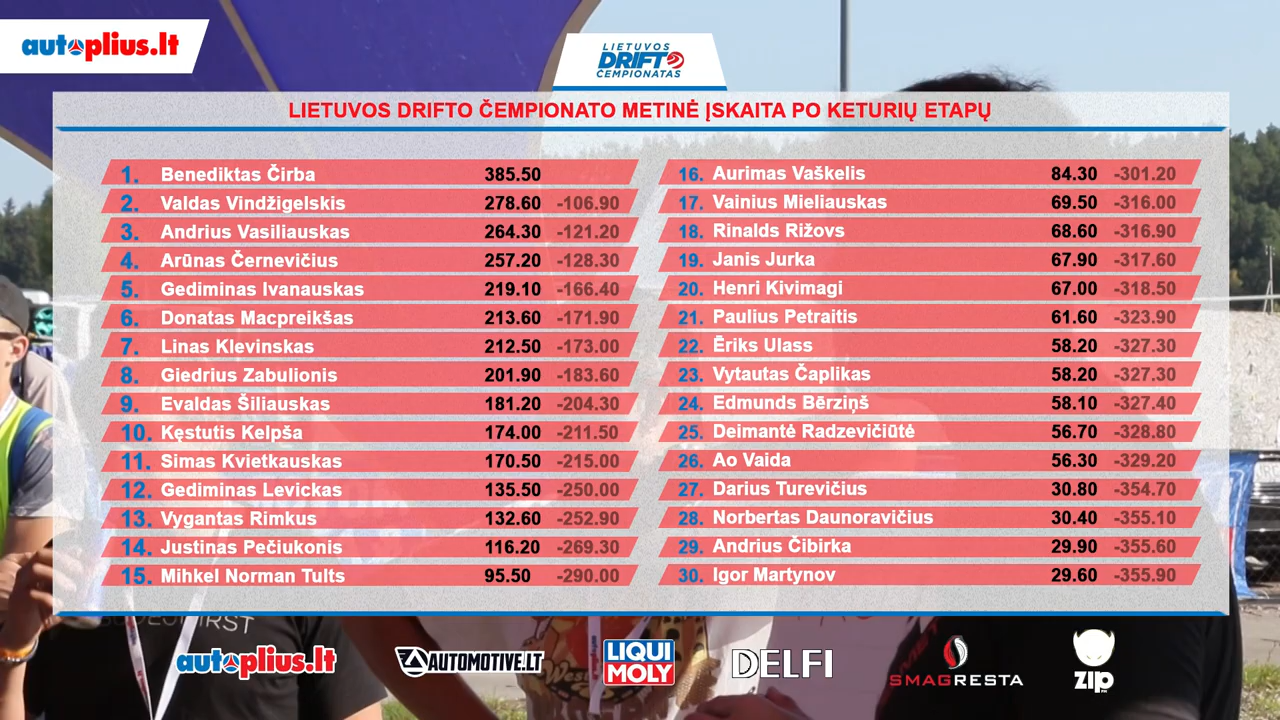 autoplius.lt
LIETUVOS
DRIFTO
ČEMPIONATAS
LIETUVOS DRIFTO ČEMPIONATO METINĖ ĮSKAITA PO KETURIŲ ETAPŲ
1. Benediktas Čirba 385.50
2. Valdas Vindžigelskis 278.60 -106.90
3. Andrius Vasiliauskas 264.30 -121.20
4. Arūnas Černevičius 257.20 -128.30
5. Gediminas Ivanauskas 219.10 -166.40
6. Donatas Macpreikšas 213.60 -171.90
7. Linas Klevinskas 212.50 -173.00
8. Giedrius Zabulionis 201.90 -183.60
9. Evaldas Šiliauskas 181.20 -204.30
10. Kęstutis Kelpša 174.00 -211.50
11. Simas Kvietkauskas 170.50 -215.00
12. Gediminas Levickas 135.50 -250.00
13. Vygantas Rimkus 132.60 -252.90
14. Justinas Pečiukonis 116.20 -269.30
15. Mihkel Norman Tults 95.50 -290.00
16. Aurimas Vaškelis 84.30 -301.20
17. Vainius Mieliauskas 69.50 -316.00
18. Rinalds Rižovs 68.60 -316.90
19. Janis Jurka 67.90 -317.60
20. Henri Kivimagi 67.00 -318.50
21. Paulius Petraitis 61.60 -323.90
22. Ēriks Ulass 58.20 -327.30
23. Vytautas Čaplikas 58.20 -327.30
24. Edmunds Bērziņš 58.10 -327.40
25. Deimantė Radzevičiūtė 56.70 -328.80
26. Ao Vaida 56.30 -329.20
27. Darius Turevičius 30.80 -354.70
28. Norbertas Daunoravičius 30.40 -355.10
29. Andrius Čibirka 29.90 -355.60
30. Igor Martynov 29.60 -355.90
autoplius.lt
AUTOMOTIVE.LT
LIQUI
MOLY
DELFI
SMAGRESTA
ZIP